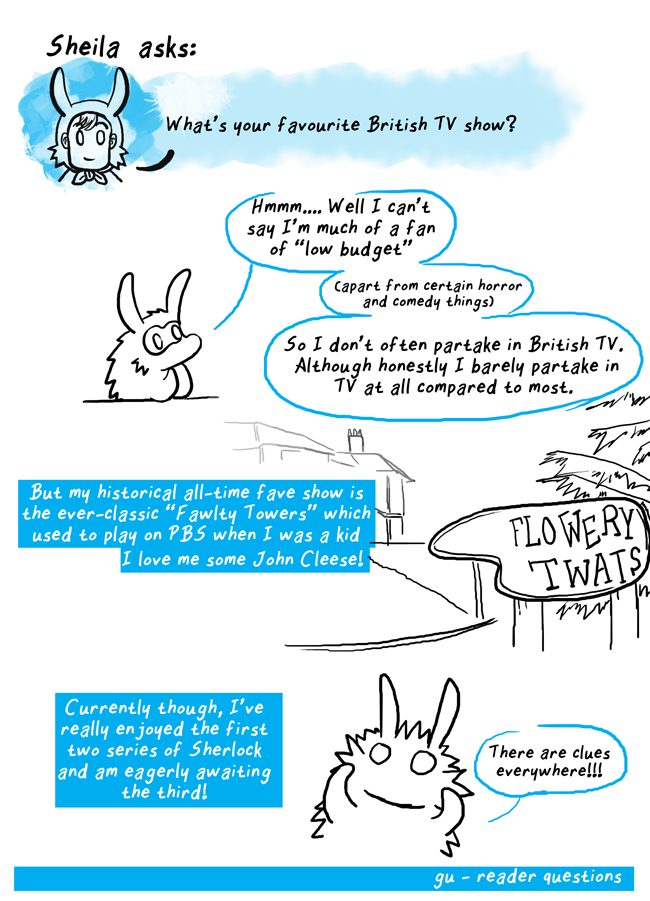 Sheila asks:
What's your favourite British TV show?
Hmmm.... Well I can't
say I'm much of a fan
of "low budget"
(apart from certain horror
and comedy things)
So I don't often partake in British TV.
Although honestly I barely partake in
TV at all compared to most.
But my historical all-time fave show is
the ever-classic "Fawlty Towers" which
used to play on PBS when I was a kid
I love me some John Cleese!
FLOWERY
TWATS
Currently though, I've
really enjoyed the first
two series of Sherlock
and am eagerly awaiting
the third!
There are clues
everywhere!!!
gu - reader questions